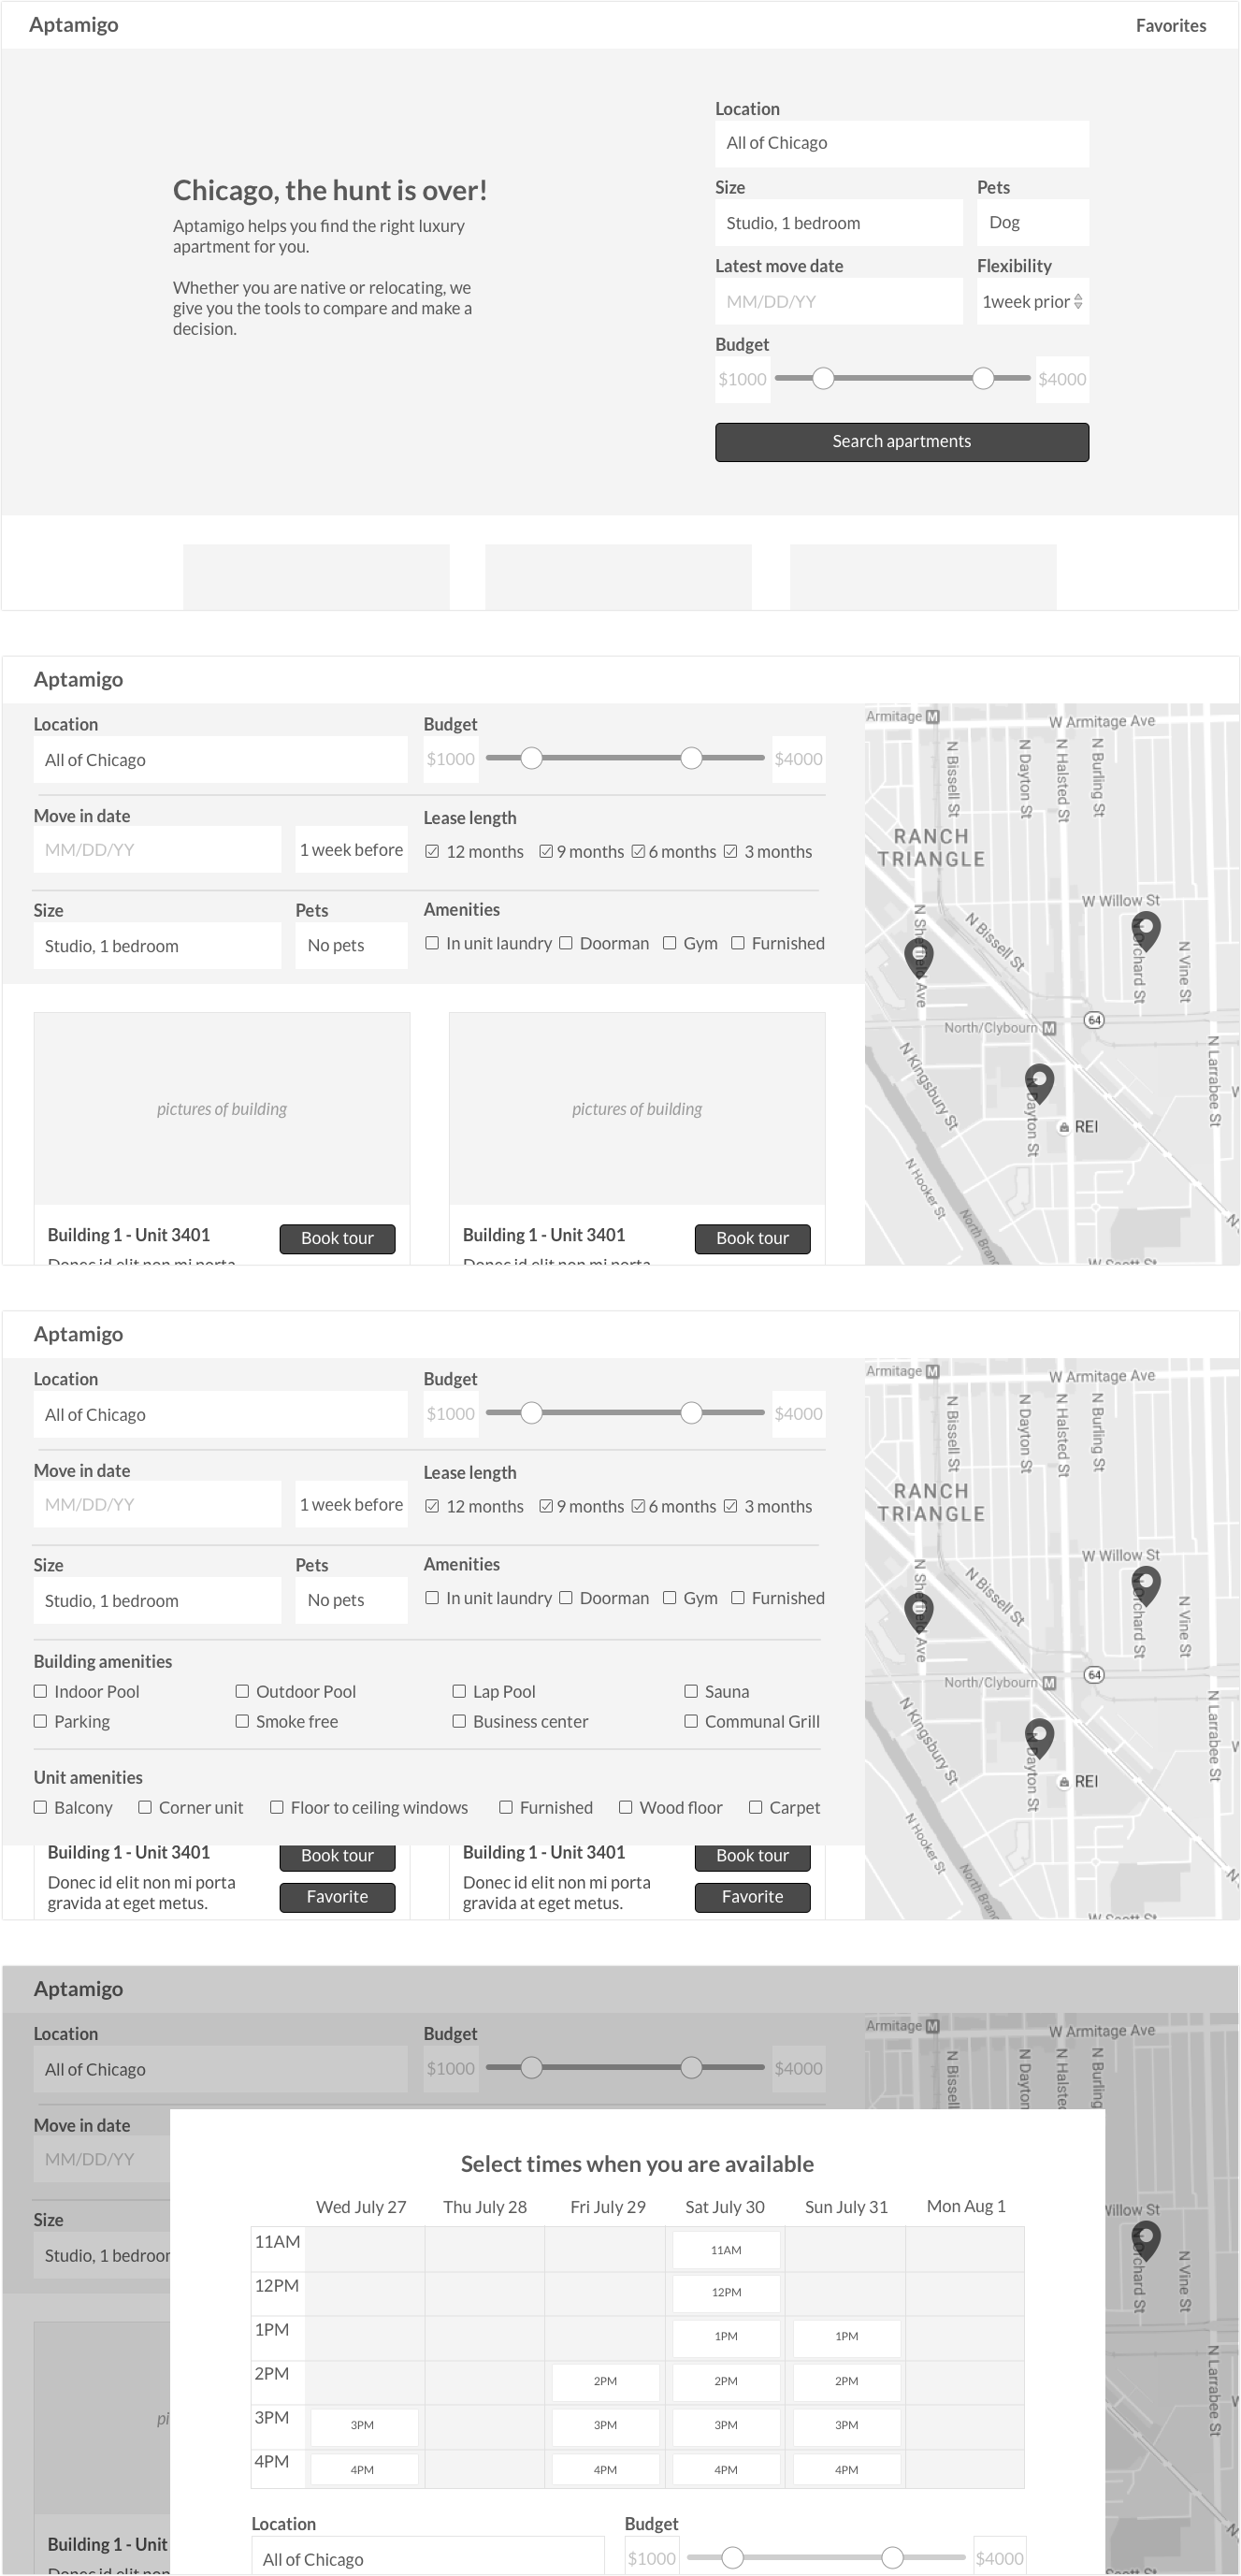 Aptamigo
Favorites
Chicago, the hunt is over!
Aptamigo helps you find the right luxury
apartment for you.
Whether you are native or relocating, we
give you the tools to compare and make a
decision.
Location
All of Chicago
Size
Pets
Studio, 1 bedroom
Dog
Latest move date
Flexibility
MM/DD/YY
1week prior
Budget
$1000
$4000
Search apartments
Aptamigo
Location
Budget
All of Chicago
$1000
$4000
Move in date
Lease length
MM/DD/YY
1 week before
12 months 9 months 6 months 3 months
Size
Pets
Amenities
Studio, 1 bedroom
No pets
In unit laundry Doorman Gym Furnished
pictures of building
pictures of building
Building 1 - Unit 3401
Book tour
Building 1 - Unit 3401
Book tour
Donec id elit non mi porta
Donec id elit non mi porta
Armitage M
W Armitage Ave
N Bissell St
N Dayton St
N Halsted St
N Burling St
RANCH
TRIANGLE
W Willow St
N Sheffield Ave
N Bissell St
N Orchard St
N Vine St
North/Clybourn M
64
N Kingsbury St
N Dayton St
N Larrabee St
REI
N Hooker St
North Bran
W Scott St
Aptamigo
Location
Budget
All of Chicago
$1000
$4000
Move in date
Lease length
MM/DD/YY
1 week before
12 months 9 months 6 months 3 months
Size
Pets
Amenities
Studio, 1 bedroom
No pets
In unit laundry Doorman Gym Furnished
Building amenities
Indoor Pool Outdoor Pool Lap Pool Sauna
Parking Smoke free Business center Communal Grill
Unit amenities
Balcony Corner unit Floor to ceiling windows Furnished Wood floor Carpet
Building 1 - Unit 3401
Book tour
Building 1 - Unit 3401
Book tour
Donec id elit non mi porta
gravida at eget metus.
Favorite
Donec id elit non mi porta
gravida at eget metus.
Favorite
Armitage M
W Armitage Ave
N Bissell St
N Dayton St
N Halsted St
N Burling St
RANCH
TRIANGLE
W Willow St
N Sheffield Ave
N Bissell St
N Orchard St
N Vine St
North/Clybourn M
64
N Kingsbury St
N Dayton St
N Larrabee St
REI
N Hooker St
North Bran
W Scott St
Aptamigo
Location
Budget
All of Chicago
$1000
$4000
Armitage M
W Armitage Ave
N Bissell
N Dayton
N Halsted
N Burling
Move in date
MM/DD/YY
Size
Studio, 1 bedroom
pi
Building 1 - Unit
Donec id elit non
Willow St
N Orchard St
N Vine St
N Larrabee St
Select times when you are available
Wed July 27 Thu July 28 Fri July 29 Sat July 30 Sun July 31 Mon Aug 1
11AM 11AM
12PM 12PM
1PM 1PM 1PM
2PM 2PM 2PM 2PM
3PM 3PM 3PM 3PM 3PM
4PM 4PM 4PM 4PM 4PM
Location
Budget
All of Chicago
$1000
$4000